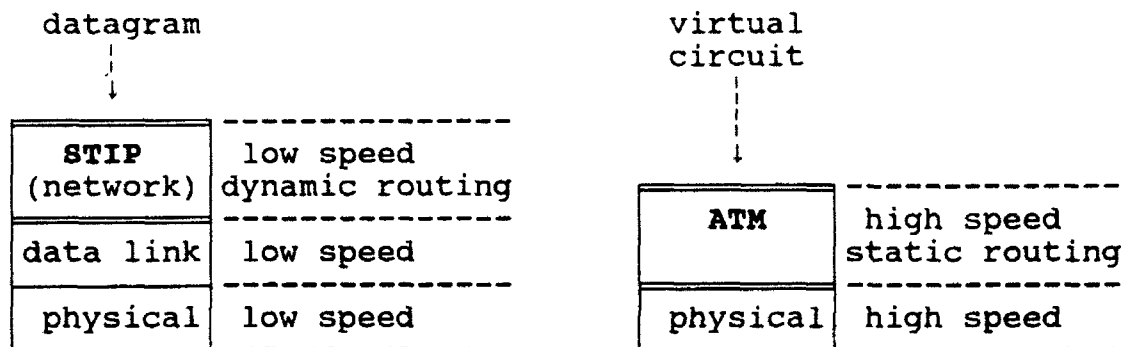 datagram
STIP low speed
(network) dynamic routing
data link low speed
physical low speed
virtual
circuit
ATM high speed
static routing
physical high speed